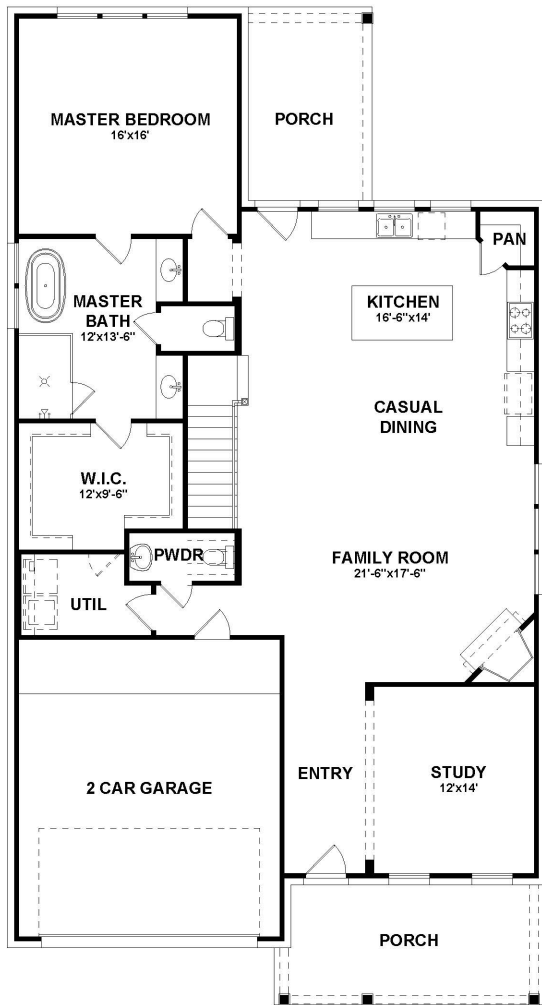 MASTER BEDROOM
16'x16'
PORCH
PAN
KITCHEN
16'-6"x14'
MASTER
BATH
12'x13'-6"
CASUAL
DINING
W.I.C.
12'x9'-6"
PWDR
FAMILY ROOM
21'-6"x17'-6"
UTIL
2 CAR GARAGE
ENTRY
STUDY
12'x14'
PORCH